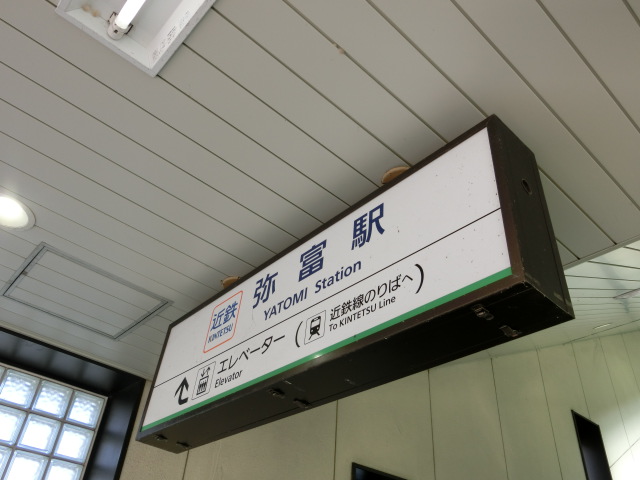 近鉄
KINTETSU
弥富駅
YATOMI Station
エレベーター
Elevator
(近鉄線のりばへ)
To KINTETSU Line